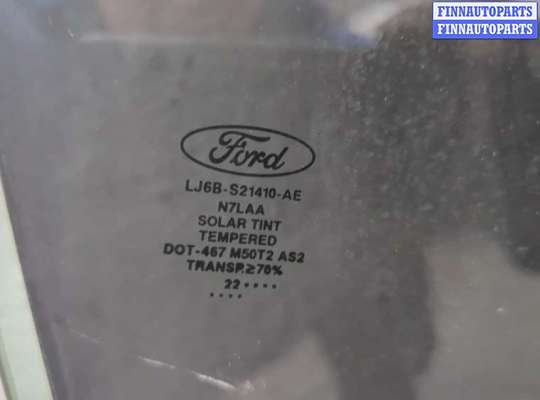 FINNAUTOPARTS
FINNAUTOPARTS
Ford
LJ6B-S21410-AE
N7LAA
SOLAR TINT
TEMPERED
DOT-467 M50T2 AS2
TRANSP.≥70%
22 ••••
••••